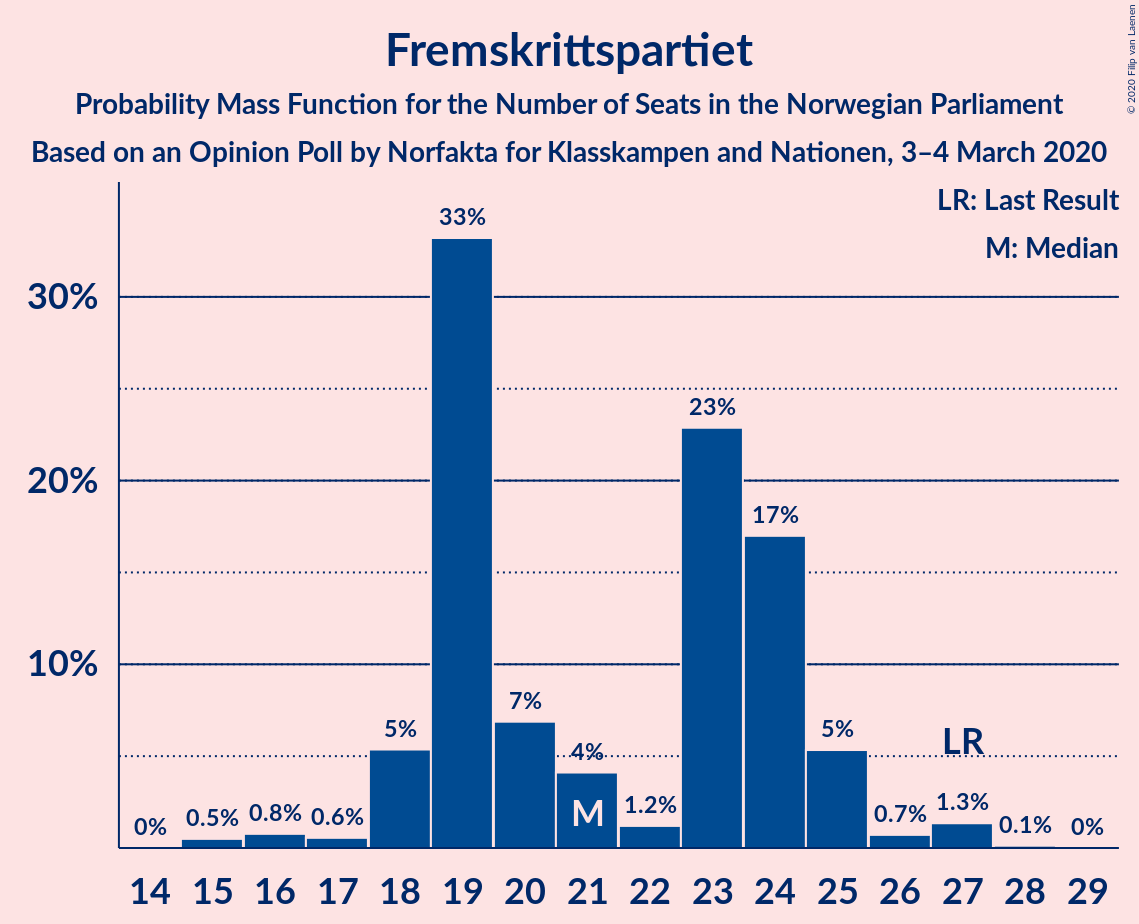 Fremskrittspartiet
Probability Mass Function for the Number of Seats in the Norwegian Parliament
Based on an Opinion Poll by Norfakta for Klasskampen and Nationen, 3–4 March 2020
© 2020 Filip van Laenen
LR: Last Result
M: Median
30%
20%
10%
0%
0.5%
0.8%
0.6%
5%
33%
7%
4%
M
1.2%
23%
17%
5%
0.7%
LR
1.3%
0.1%
0%
14 15 16 17 18 19 20 21 22 23 24 25 26 27 28 29